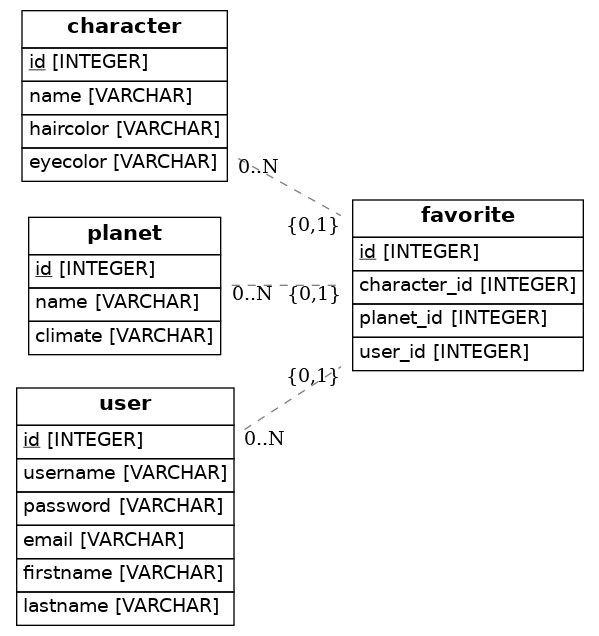 character
id [INTEGER]
name [VARCHAR]
haircolor [VARCHAR]
eyecolor [VARCHAR]
0..N
{0,1}
planet
id [INTEGER]
name [VARCHAR]
climate [VARCHAR]
0..N
{0,1}
favorite
id [INTEGER]
character_id [INTEGER]
planet_id [INTEGER]
user_id [INTEGER]
{0,1}
0..N
user
id [INTEGER]
username [VARCHAR]
password [VARCHAR]
email [VARCHAR]
firstname [VARCHAR]
lastname [VARCHAR]